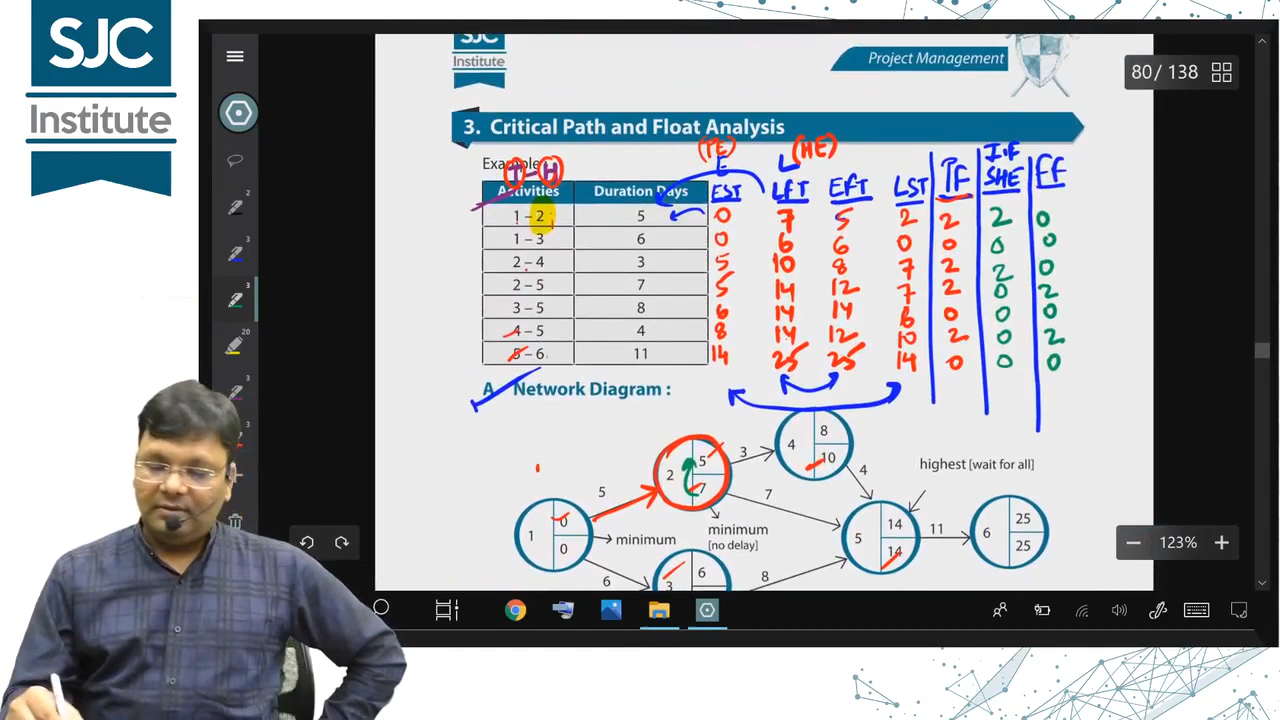 SJC
Institute
SJC
Institute
Project Management
80 / 138
3. Critical Path and Float Analysis
Example:
T - H
(TE)
E
L (HE)
Activities Duration Days EST LFT EFT LST TF I.F SHE FF
1 – 2 5 0 7 5 2 2 2 0
1 – 3 6 0 6 6 0 0 0 0
2 – 4 3 5 10 8 7 2 2 0
2 – 5 7 5 14 12 7 2 0 2
3 – 5 8 6 14 14 6 0 0 0
4 – 5 4 8 14 12 10 2 0 2
5 – 6 11 14 25 25 14 0 0 0
A. Network Diagram :
4 8 10
2 5 7
3
4
highest [wait for all]
5
7
1 0 0
minimum
minimum
[no delay]
5 14 14
11
6 25 25
6
3 6
8
123%
2
3
3
20
3